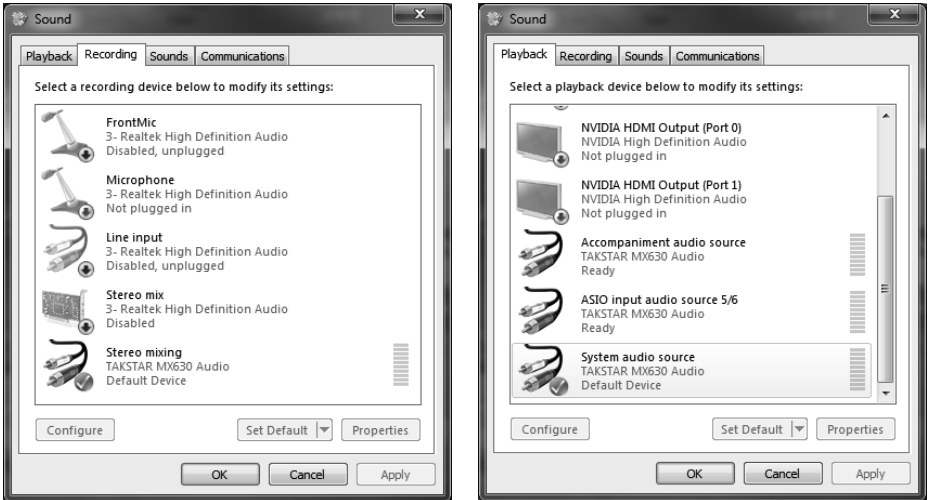 Sound
Playback Recording Sounds Communications
Select a recording device below to modify its settings:
FrontMic
3- Realtek High Definition Audio
Disabled, unplugged
Microphone
3- Realtek High Definition Audio
Not plugged in
Line input
3- Realtek High Definition Audio
Disabled, unplugged
Stereo mix
3- Realtek High Definition Audio
Disabled
Stereo mixing
TAKSTAR MX630 Audio
Default Device
Configure Set Default Properties
OK Cancel Apply
Sound
Playback Recording Sounds Communications
Select a playback device below to modify its settings:
NVIDIA HDMI Output (Port 0)
NVIDIA High Definition Audio
Not plugged in
NVIDIA HDMI Output (Port 1)
NVIDIA High Definition Audio
Not plugged in
Accompaniment audio source
TAKSTAR MX630 Audio
Ready
ASIO input audio source 5/6
TAKSTAR MX630 Audio
Ready
System audio source
TAKSTAR MX630 Audio
Default Device
Configure Set Default Properties
OK Cancel Apply